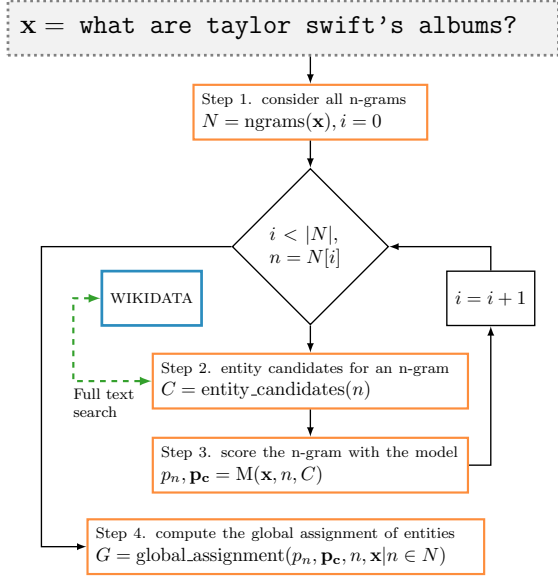 x = what are taylor swift's albums?
Step 1. consider all n-grams
N = ngrams(x), i = 0
i < |N|,
n = N[i]
WIKIDATA
i = i + 1
Step 2. entity candidates for an n-gram
C = entity_candidates(n)
Full text
search
Step 3. score the n-gram with the model
pₙ, p_c = M(x, n, C)
Step 4. compute the global assignment of entities
G = global_assignment(pₙ, p_c, n, x|n ∈ N)